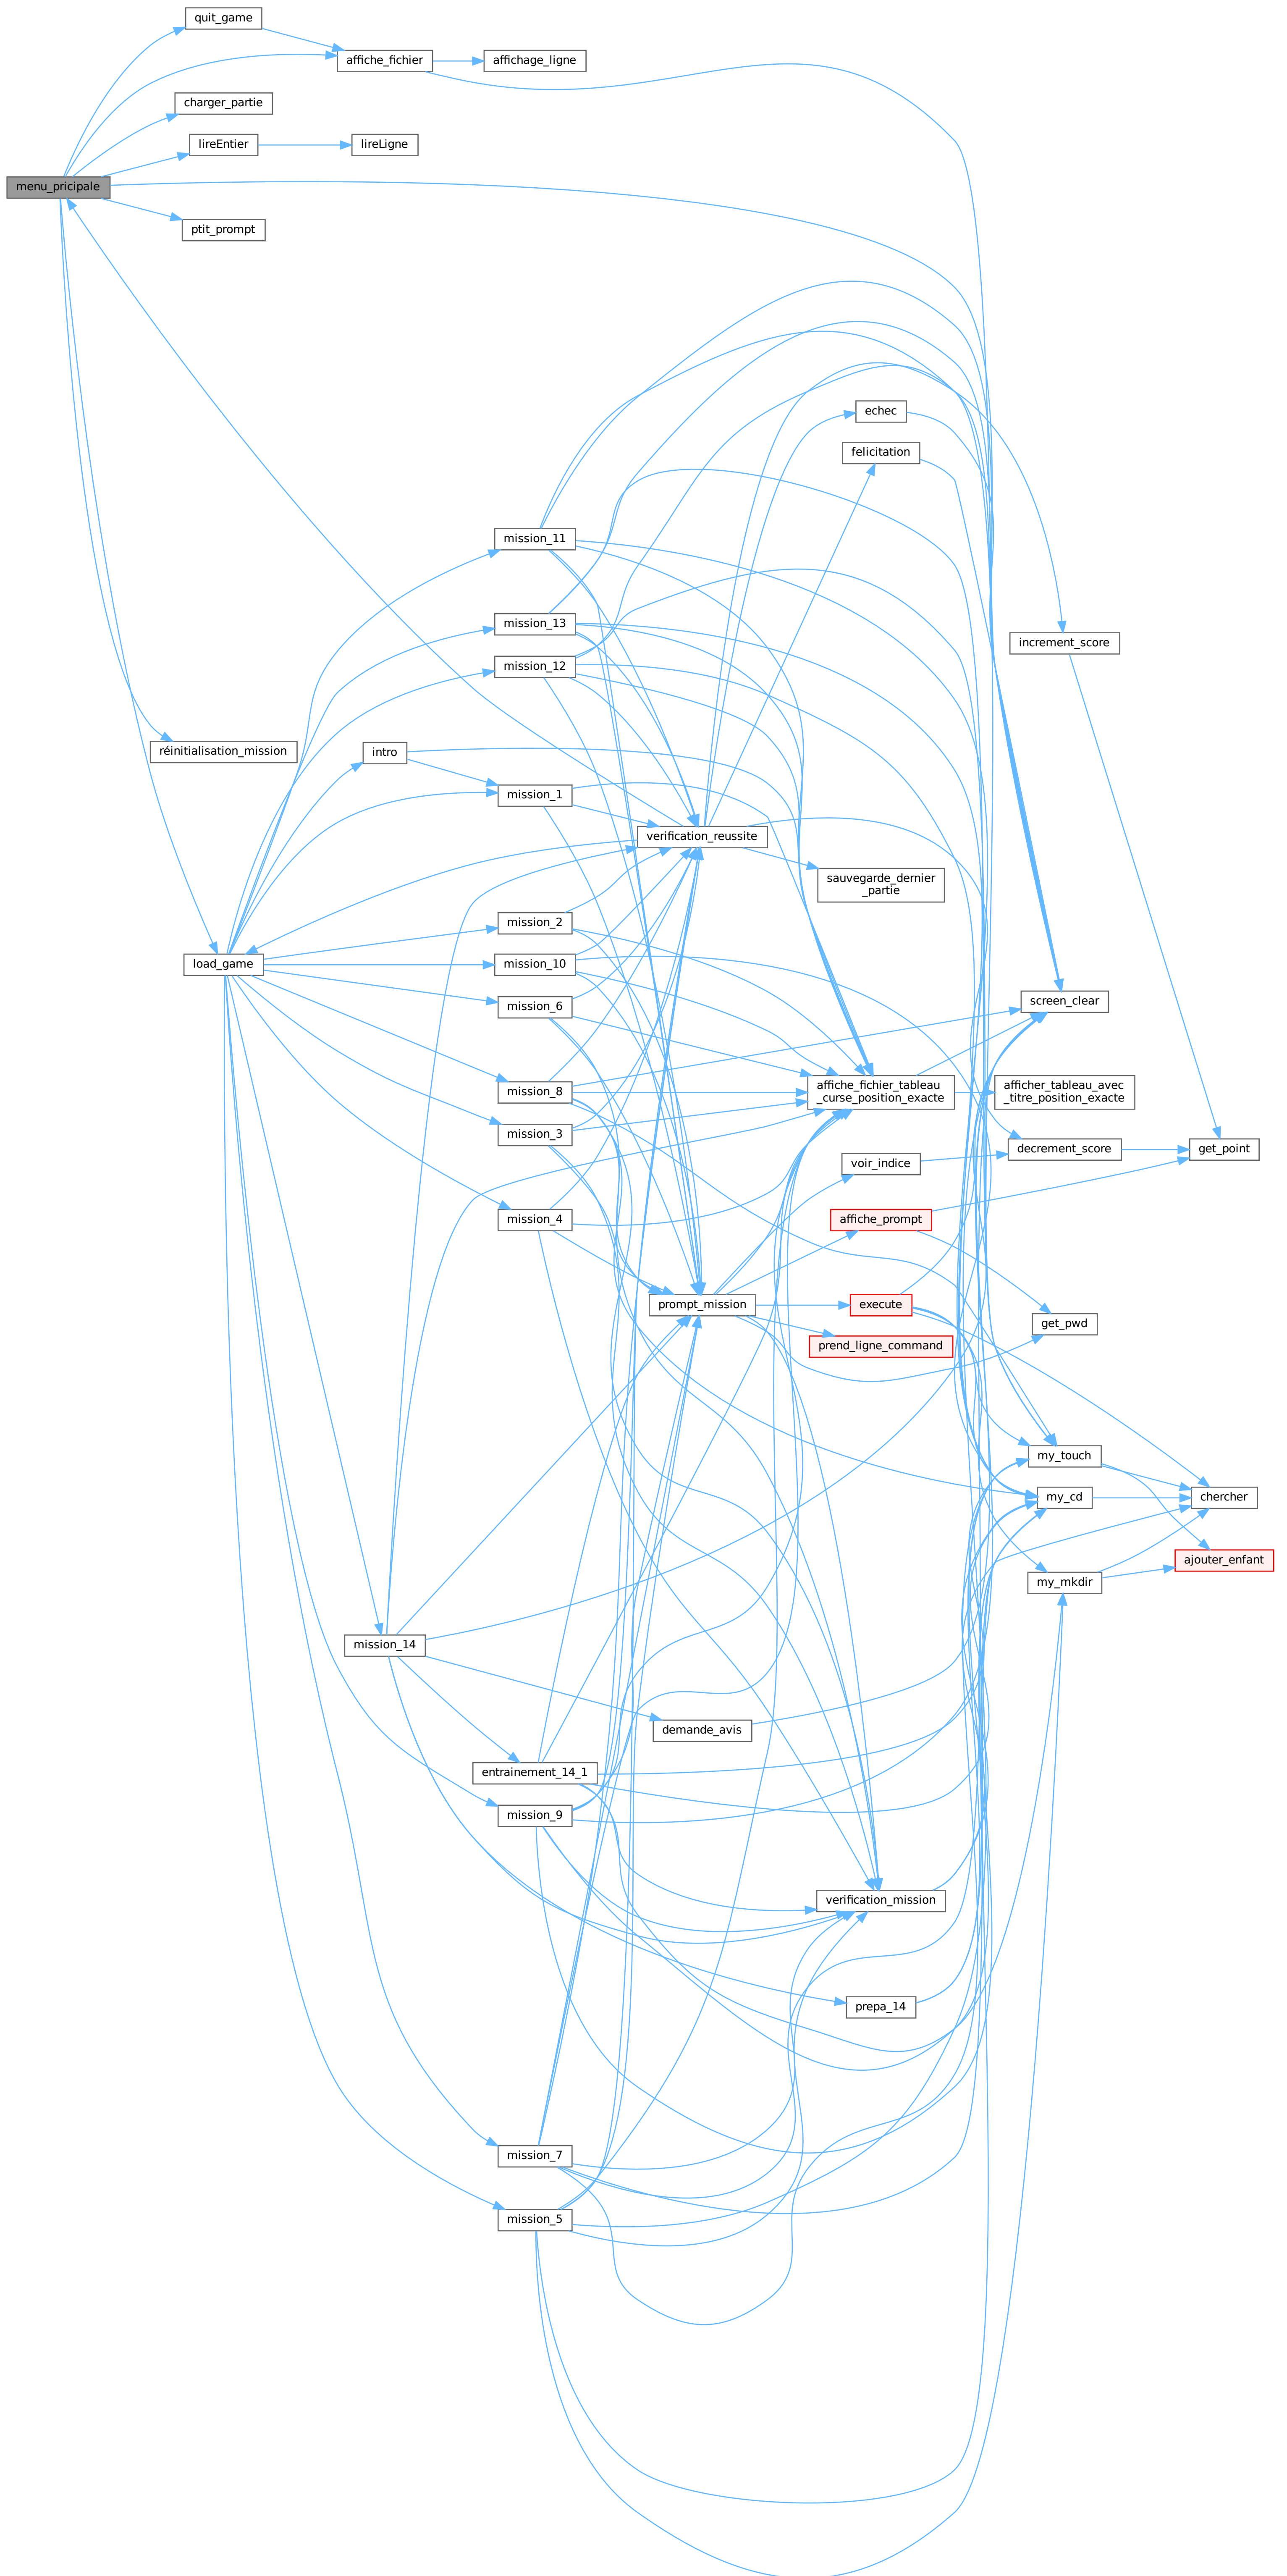 quit_game
affiche_fichier
affichage_ligne
charger_partie
lireEntier
lireLigne
menu_pricipale
ptit_prompt
echec
felicitation
mission_11
mission_13
increment_score
mission_12
réinitialisation_mission
intro
mission_1
verification_reussite
sauvegarde_dernier
_partie
mission_2
load_game
mission_10
mission_6
screen_clear
mission_8
affiche_fichier_tableau
_curse_position_exacte
afficher_tableau_avec
_titre_position_exacte
mission_3
decrement_score
get_point
voir_indice
mission_4
affiche_prompt
prompt_mission
execute
get_pwd
prend_ligne_command
my_touch
my_cd
chercher
ajouter_enfant
my_mkdir
mission_14
demande_avis
entrainement_14_1
mission_9
verification_mission
prepa_14
mission_7
mission_5